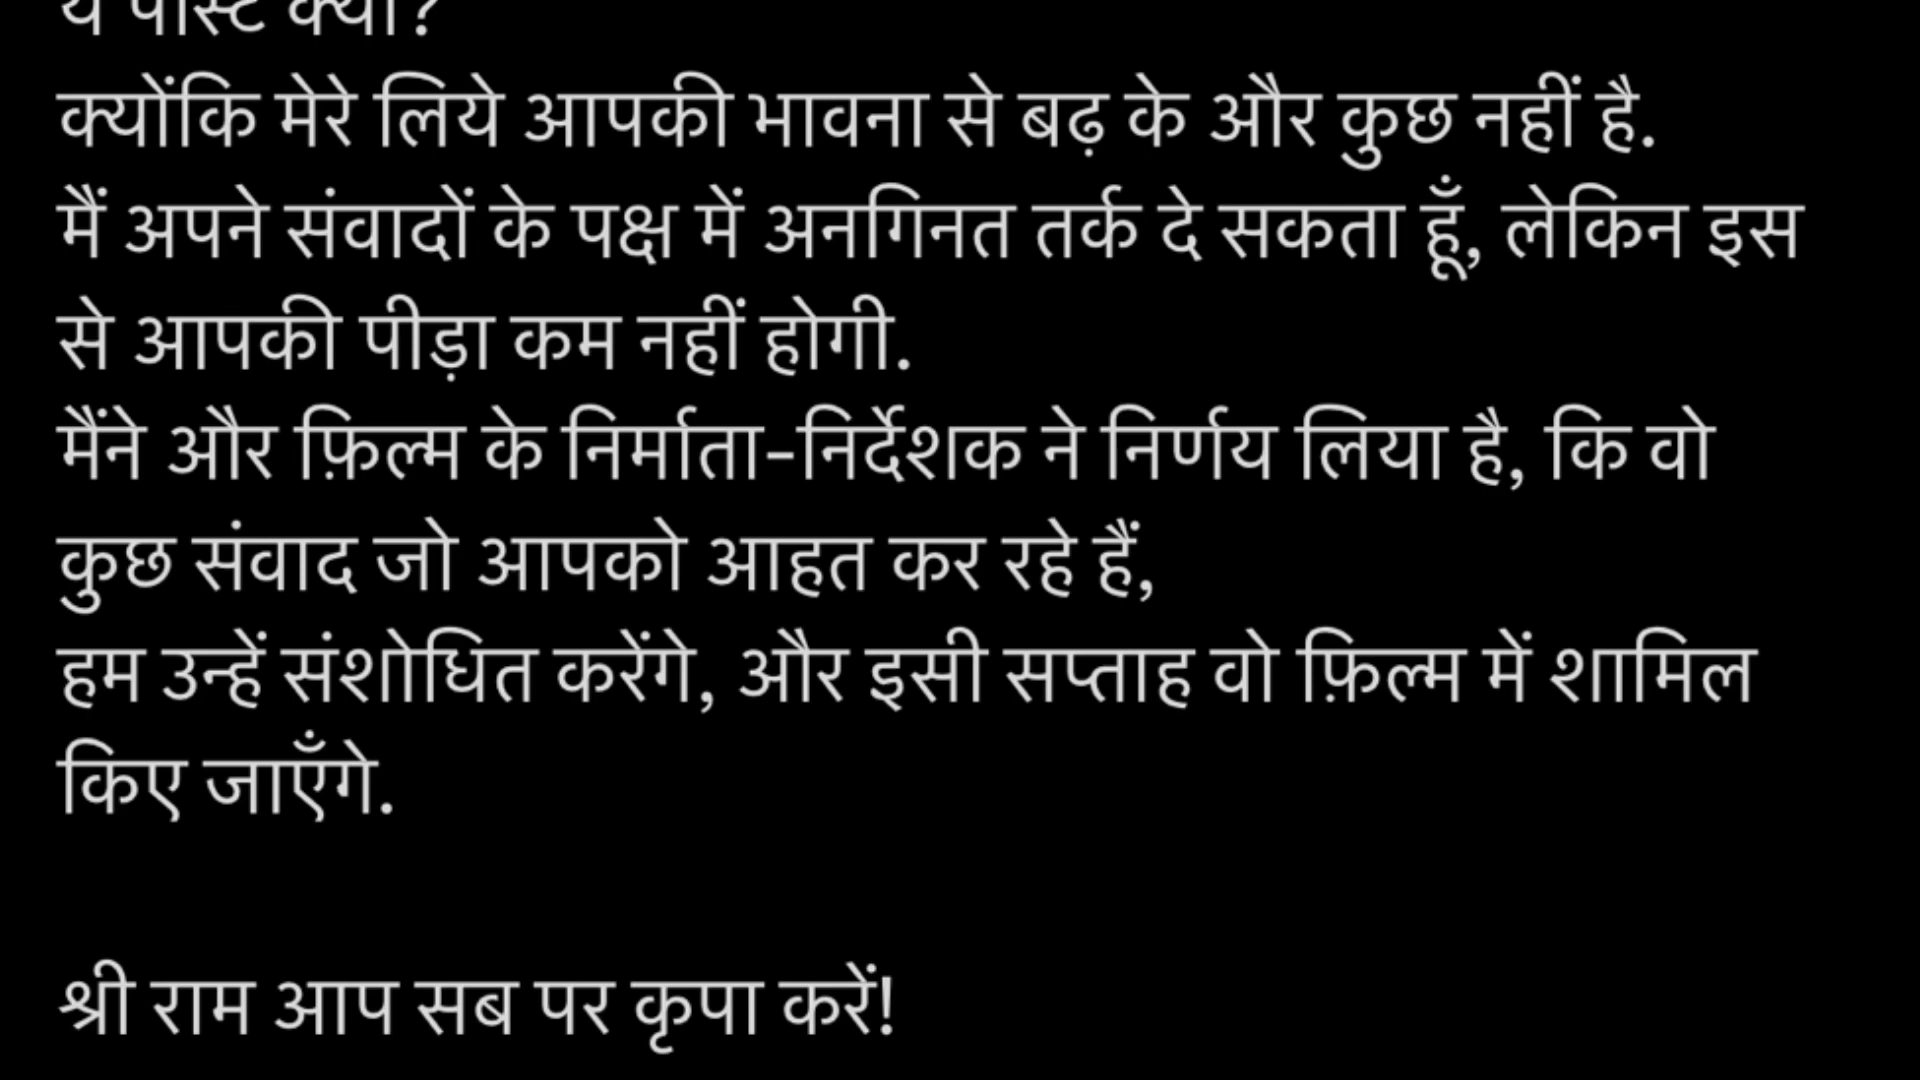 ये पोस्ट क्यों?
क्योंकि मेरे लिये आपकी भावना से बढ़ के और कुछ नहीं है.
मैं अपने संवादों के पक्ष में अनगिनत तर्क दे सकता हूँ, लेकिन इस
से आपकी पीड़ा कम नहीं होगी.
मैंने और फ़िल्म के निर्माता-निर्देशक ने निर्णय लिया है, कि वो
कुछ संवाद जो आपको आहत कर रहे हैं,
हम उन्हें संशोधित करेंगे, और इसी सप्ताह वो फ़िल्म में शामिल
किए जाएँगे.
श्री राम आप सब पर कृपा करें!